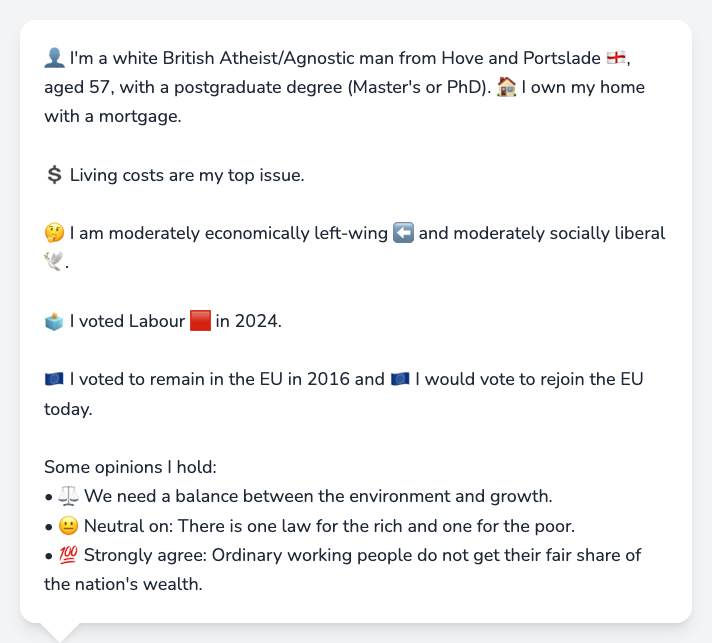 👤 I'm a white British Atheist/Agnostic man from Hove and Portslade 🏴󠁧󠁢󠁥󠁮󠁧󠁿,
aged 57, with a postgraduate degree (Master's or PhD). 🏠 I own my home
with a mortgage.
💲 Living costs are my top issue.
🤔 I am moderately economically left-wing ⬅️ and moderately socially liberal
🕊️.
🗳️ I voted Labour 🟥 in 2024.
🇪🇺 I voted to remain in the EU in 2016 and 🇪🇺 I would vote to rejoin the EU
today.
Some opinions I hold:
• ⚖️ We need a balance between the environment and growth.
• 😐 Neutral on: There is one law for the rich and one for the poor.
• 💯 Strongly agree: Ordinary working people do not get their fair share of
the nation's wealth.